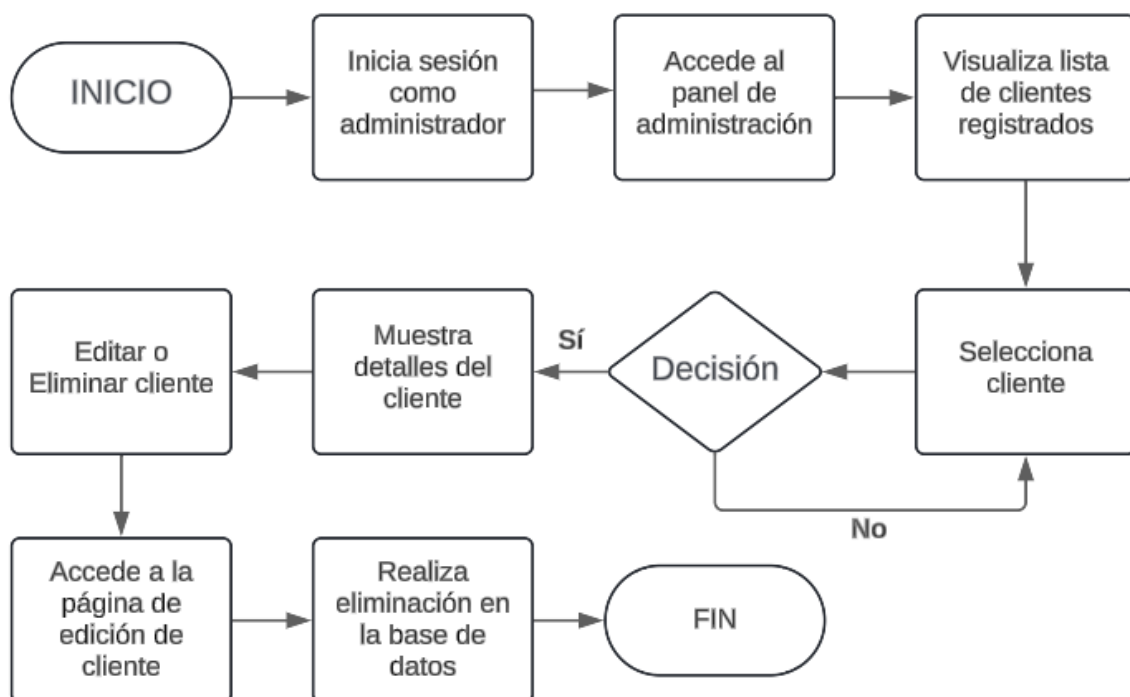 INICIO
Inicia sesión
como
administrador
Accede al
panel de
administración
Visualiza lista
de clientes
registrados
Selecciona
cliente
Decisión
Sí
No
Muestra
detalles del
cliente
Editar o
Eliminar cliente
Accede a la
página de
edición de
cliente
Realiza
eliminación en
la base de
datos
FIN